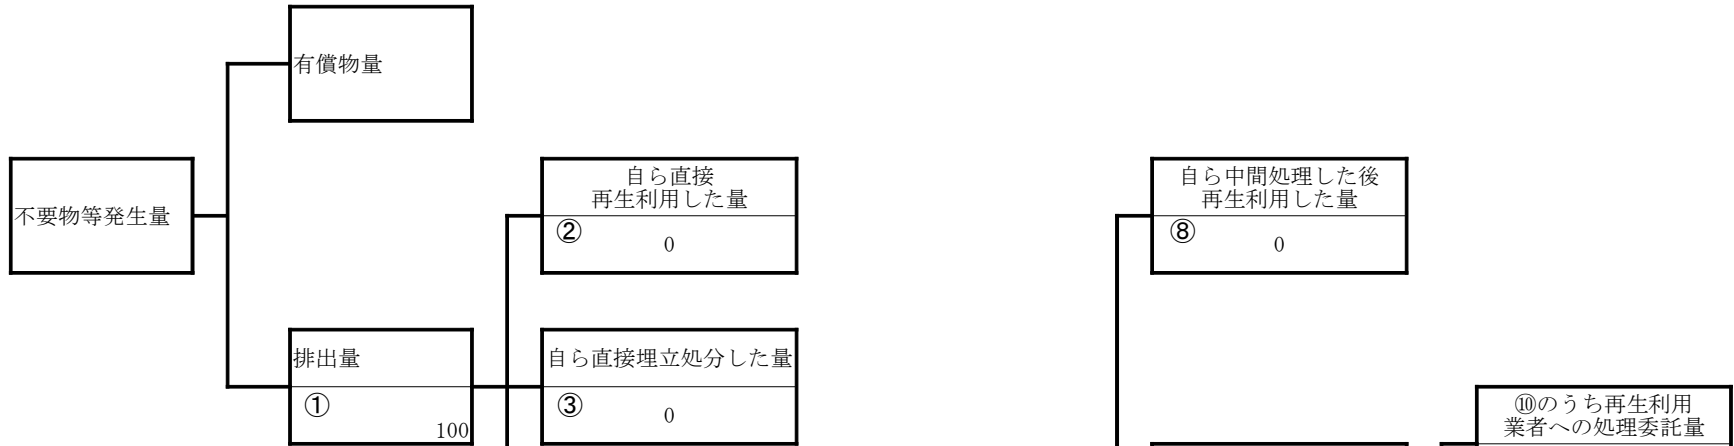 有償物量
不要物等発生量
自ら直接
再生利用した量
②
0
自ら中間処理した後
再生利用した量
⑧
0
排出量
①
100
自ら直接埋立処分した量
③
0
⑩のうち再生利用
業者への処理委託量